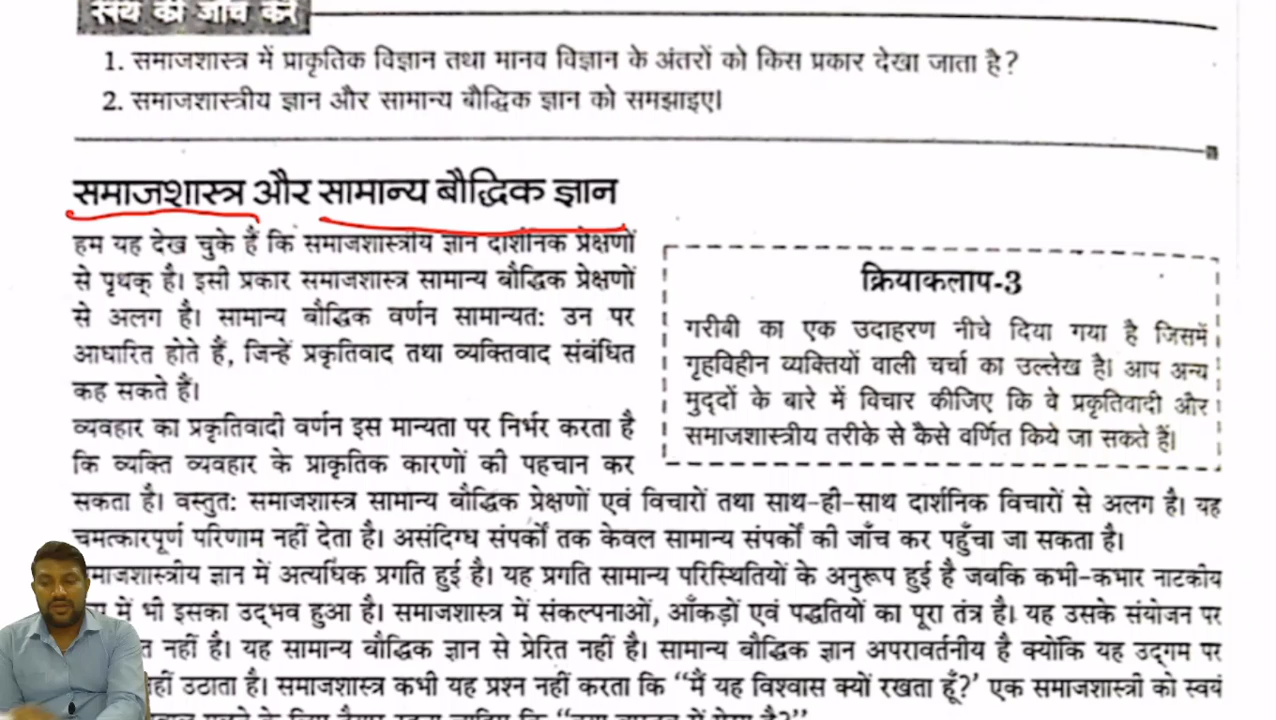 स्वयं की जाँच करें
1. समाजशास्त्र में प्राकृतिक विज्ञान तथा मानव विज्ञान के अंतरों को किस प्रकार देखा जाता है?
2. समाजशास्त्रीय ज्ञान और सामान्य बौद्धिक ज्ञान को समझाइए।
समाजशास्त्र और सामान्य बौद्धिक ज्ञान
हम यह देख चुके हैं कि समाजशास्त्रीय ज्ञान दार्शनिक प्रेक्षणों
से पृथक् है। इसी प्रकार समाजशास्त्र सामान्य बौद्धिक प्रेक्षणों
से अलग है। सामान्य बौद्धिक वर्णन सामान्यत: उन पर
आधारित होते हैं, जिन्हें प्रकृतिवाद तथा व्यक्तिवाद संबंधित
कह सकते हैं।
व्यवहार का प्रकृतिवादी वर्णन इस मान्यता पर निर्भर करता है
कि व्यक्ति व्यवहार के प्राकृतिक कारणों की पहचान कर
क्रियाकलाप-3
गरीबी का एक उदाहरण नीचे दिया गया है जिसमें
गृहविहीन व्यक्तियों वाली चर्चा का उल्लेख है। आप अन्य
मुद्दों के बारे में विचार कीजिए कि वे प्रकृतिवादी और
समाजशास्त्रीय तरीके से कैसे वर्णित किये जा सकते हैं।
सकता है। वस्तुत: समाजशास्त्र सामान्य बौद्धिक प्रेक्षणों एवं विचारों तथा साथ-ही-साथ दार्शनिक विचारों से अलग है। यह
चमत्कारपूर्ण परिणाम नहीं देता है। असंदिग्ध संपर्कों तक केवल सामान्य संपर्कों की जाँच कर पहुँचा जा सकता है।
समाजशास्त्रीय ज्ञान में अत्यधिक प्रगति हुई है। यह प्रगति सामान्य परिस्थितियों के अनुरूप हुई है जबकि कभी-कभार नाटकीय
में भी इसका उद्भव हुआ है। समाजशास्त्र में संकल्पनाओं, आँकड़ों एवं पद्धतियों का पूरा तंत्र है। यह उसके संयोजन पर
नहीं है। यह सामान्य बौद्धिक ज्ञान से प्रेरित नहीं है। सामान्य बौद्धिक ज्ञान अपरावर्तनीय है क्योंकि यह उद्गम पर
नहीं उठाता है। समाजशास्त्र कभी यह प्रश्न नहीं करता कि “मैं यह विश्वास क्यों रखता हूँ?’ एक समाजशास्त्री को स्वयं